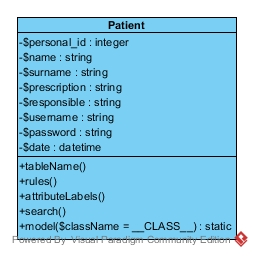 Patient
-$personal_id : integer
-$name : string
-$surname : string
-$prescription : string
-$responsible : string
-$username : string
-$password : string
-$date : datetime
+tableName()
+rules()
+attributeLabels()
+search()
+model($className = __CLASS__) : static
Powered By Visual Paradigm Community Edition